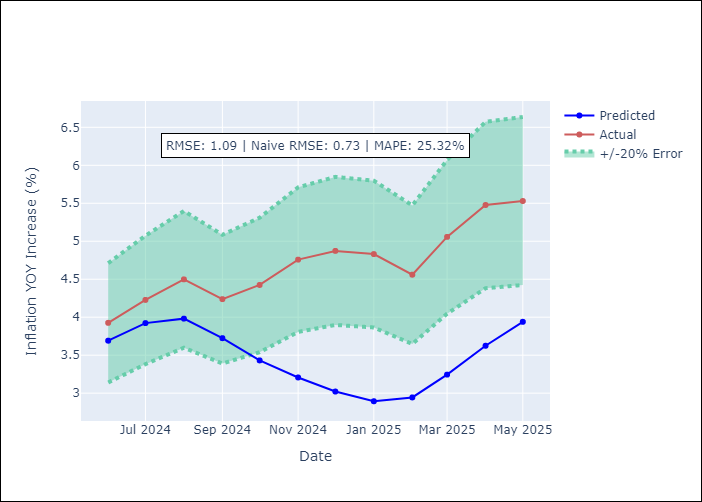 RMSE: 1.09 | Naive RMSE: 0.73 | MAPE: 25.32%
Predicted
Actual
+/-20% Error
Inflation YOY Increase (%)
6.5
6
5.5
5
4.5
4
3.5
3
Jul 2024
Sep 2024
Nov 2024
Jan 2025
Mar 2025
May 2025
Date